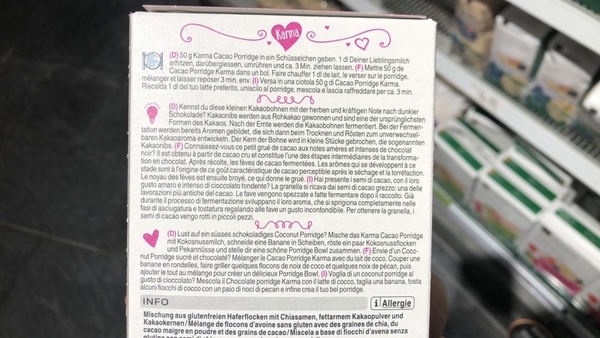 Karma
(D) 50 g Karma Cacao Porridge in ein Schüsselchen geben. 1 dl Deiner Lieblingsmilch
erhitzen, darübergiessen, umrühren und ca. 3 Min. ziehen lassen. (F) Mettre 50 g de
Cacao Porridge Karma dans un bol. Faire chauffer 1 dl de lait, le verser sur le porridge,
mélanger et laisser reposer 3 min. env. (I) Versa in una ciotola 50 g di Cacao Porridge Karma.
Riscalda 1 dl del tuo latte preferito, uniscilo al porridge, mescola e lascia raffreddare per ca. 3 min.
(D) Kennst du diese kleinen Kakaobohnen mit der herben und kräftigen Note nach dunkler
Schokolade? Kakaonibs werden aus Rohkakao gewonnen und sind eine der ursprünglichsten
Formen des Kakaos. Nach der Ernte werden die Kakaobohnen fermentiert. Bei der Fermen-
tation werden bereits Aromen gebildet, die sich dann beim Trocknen und Rösten zum unverwechsel-
baren Kakaoaroma entwickeln. Der Kern der Bohne wird in kleine Stücke gebrochen, die sogenannten
Kakaonibs. (F) Connaissez-vous ce petit grué de cacao aux notes amères et intenses de chocolat
noir? Il est obtenu à partir de cacao cru et constitue l'une des étapes intermédiaires de la transforma-
tion en chocolat. Après récolte, les fèves de cacao fermentées. Les arômes qui se développent à ce
stade sont à l'origine de ce goût caractéristique de cacao perceptible après le séchage et la torréfaction.
Le noyau des fèves est ensuite broyé, ce qui donne le grué. (I) Hai presente i semi di cacao, con il loro
gusto amaro e intenso di cioccolato fondente? La granella si ricava dai semi di cacao grezzo: una delle
lavorazioni più antiche del cacao. Le fave vengono spezzate e fatte fermentare dopo il raccolto. Già
durante il processo di fermentazione sviluppano il loro aroma, che si sprigiona completamente nelle
fasi di asciugatura e tostatura regalando alle fave un gusto inconfondibile. Per ottenere la granella, i
semi di cacao vengo rotti in piccoli pezzi.
(D) Lust auf ein süsses schokoladiges Coconut Porridge? Mische das Karma Cacao Porridge
mit Kokosnussmilch, schneide eine Banane in Scheiben, röste ein paar Kokosnussflocken
und Pekannüsse und stelle dir eine schöne Porridge Bowl zusammen. (F) Envie d'un Coco-
nut Porridge sucré et chocolaté? Mélanger le Cacao Porridge Karma avec du lait de coco. Couper une
banane en rondelles, faire griller quelques flocons de noix de coco et quelques noix de pécan, puis
ajouter le tout au mélange pour créer un délicieux Porridge Bowl. (I) Voglia di un coconut porridge al
gusto di cioccolato? Mescola il Chocolate porridge Karma con il latte di cocco, taglia una banana, tosta
alcuni fiocchi di cocco con un paio di noci di pecan e infine crea il tuo bel porridge.
INFO
i Allergie
Mischung aus glutenfreien Haferflocken mit Chiasamen, fettarmem Kakaopulver und
Kakaokernen / Mélange de flocons d'avoine sans gluten avec des graines de chia, du
cacao maigre en poudre et des grains de cacao / Miscela a base di fiocchi d'avena senza